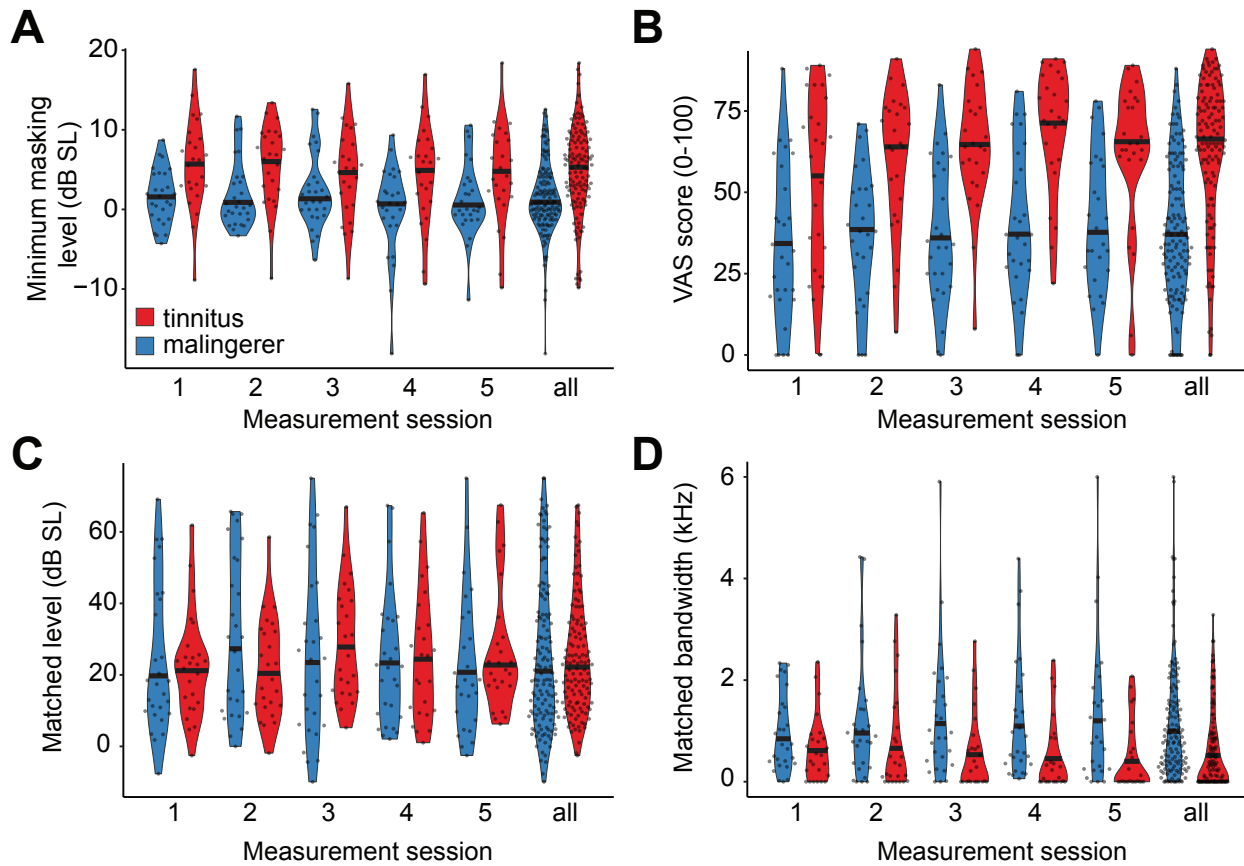 A
Minimum masking
level (dB SL)
20
10
0
−10
tinnitus
malingerer
1 2 3 4 5 all
Measurement session
B
VAS score (0-100)
75
50
25
0
1 2 3 4 5 all
Measurement session
C
Matched level (dB SL)
60
40
20
0
1 2 3 4 5 all
Measurement session
D
Matched bandwidth (kHz)
6
4
2
0
1 2 3 4 5 all
Measurement session